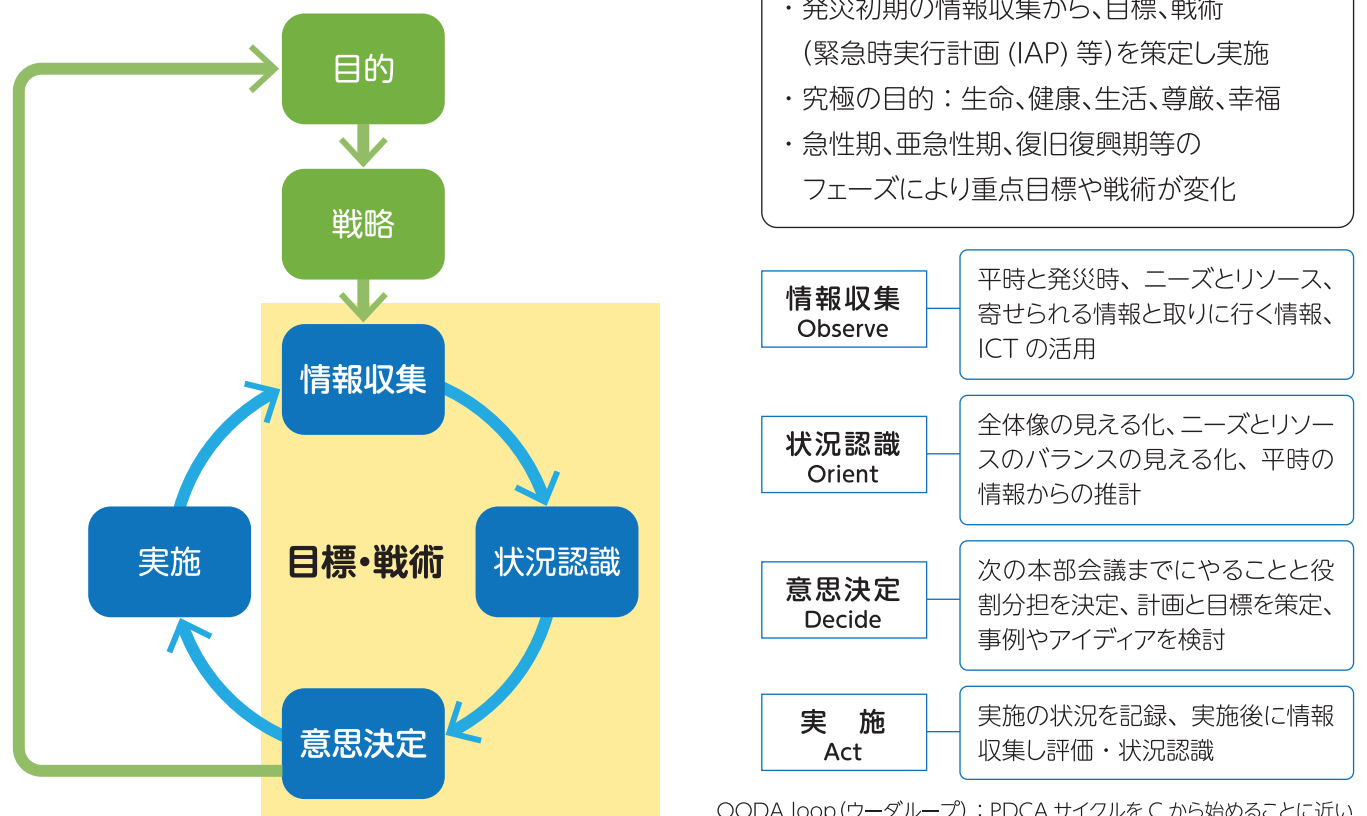 目的
戦略
情報収集
実施
目標・戦術
状況認識
意思決定
・発災初期の情報収集から、目標、戦術
（緊急時実行計画 (IAP) 等）を策定し実施
・究極の目的：生命、健康、生活、尊厳、幸福
・急性期、亜急性期、復旧復興期等の
フェーズにより重点目標や戦術が変化
情報収集
Observe
平時と発災時、ニーズとリソース、
寄せられる情報と取りに行く情報、
ICT の活用
状況認識
Orient
全体像の見える化、ニーズとリソー
スのバランスの見える化、平時の
情報からの推計
意思決定
Decide
次の本部会議までにやることと役
割分担を決定、計画と目標を策定、
事例やアイディアを検討
実　施
Act
実施の状況を記録、実施後に情報
収集し評価・状況認識
OODA loop（ウーダループ）：PDCA サイクルを C から始めることに近い